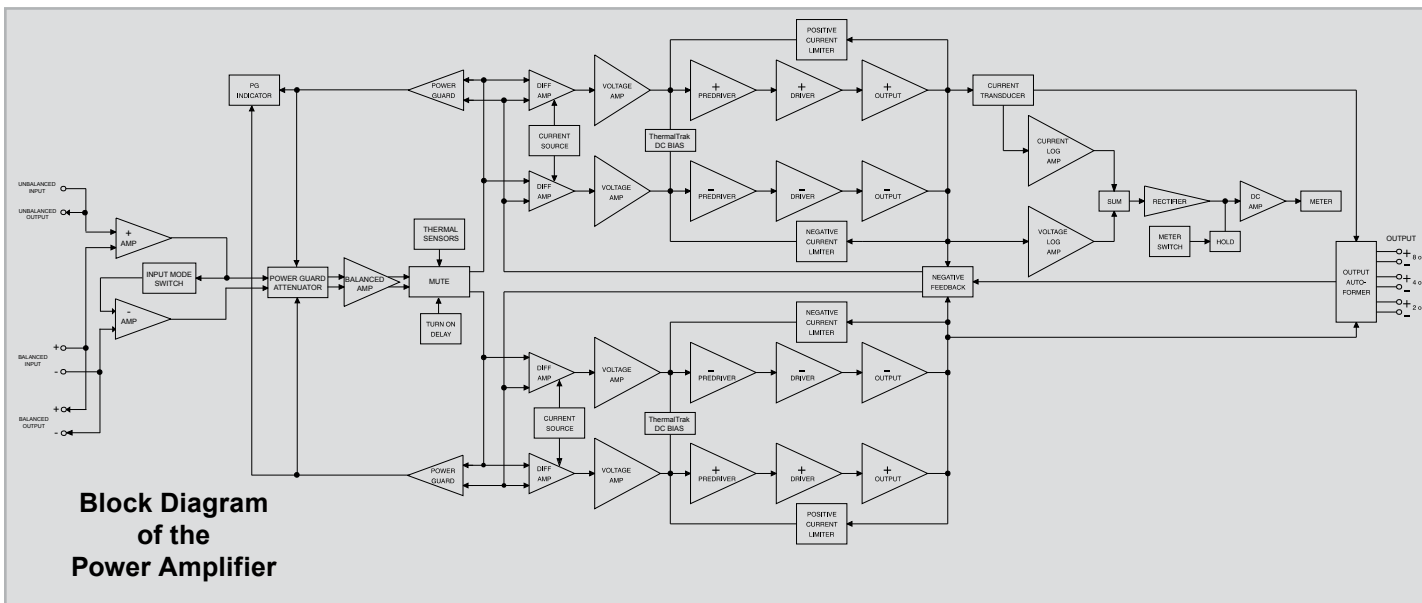 POSITIVE
CURRENT
LIMITER
PG
INDICATOR
POWER
GUARD
DIFF
AMP
VOLTAGE
AMP
+
PREDRIVER
+
DRIVER
+
OUTPUT
CURRENT
TRANSDUCER
CURRENT
SOURCE
ThermalTrak
DC BIAS
CURRENT
LOG
AMP
UNBALANCED
INPUT
UNBALANCED
OUTPUT
DIFF
AMP
VOLTAGE
AMP
-
PREDRIVER
-
DRIVER
-
OUTPUT
SUM
RECTIFIER
DC
AMP
METER
+
AMP
THERMAL
SENSORS
NEGATIVE
CURRENT
LIMITER
VOLTAGE
LOG
AMP
METER
SWITCH
HOLD
INPUT MODE
SWITCH
POWER GUARD
ATTENUATOR
BALANCED
AMP
MUTE
NEGATIVE
FEEDBACK
OUTPUT
AUTO-
FORMER
OUTPUT
+
-
8
+
-
4
+
-
2
-
AMP
TURN ON
DELAY
NEGATIVE
CURRENT
LIMITER
+
BALANCED
INPUT
-
+
BALANCED
OUTPUT
-
DIFF
AMP
VOLTAGE
AMP
-
PREDRIVER
-
DRIVER
-
OUTPUT
CURRENT
SOURCE
ThermalTrak
DC BIAS
POWER
GUARD
DIFF
AMP
VOLTAGE
AMP
+
PREDRIVER
+
DRIVER
+
OUTPUT
POSITIVE
CURRENT
LIMITER
Block Diagram
of the
Power Amplifier